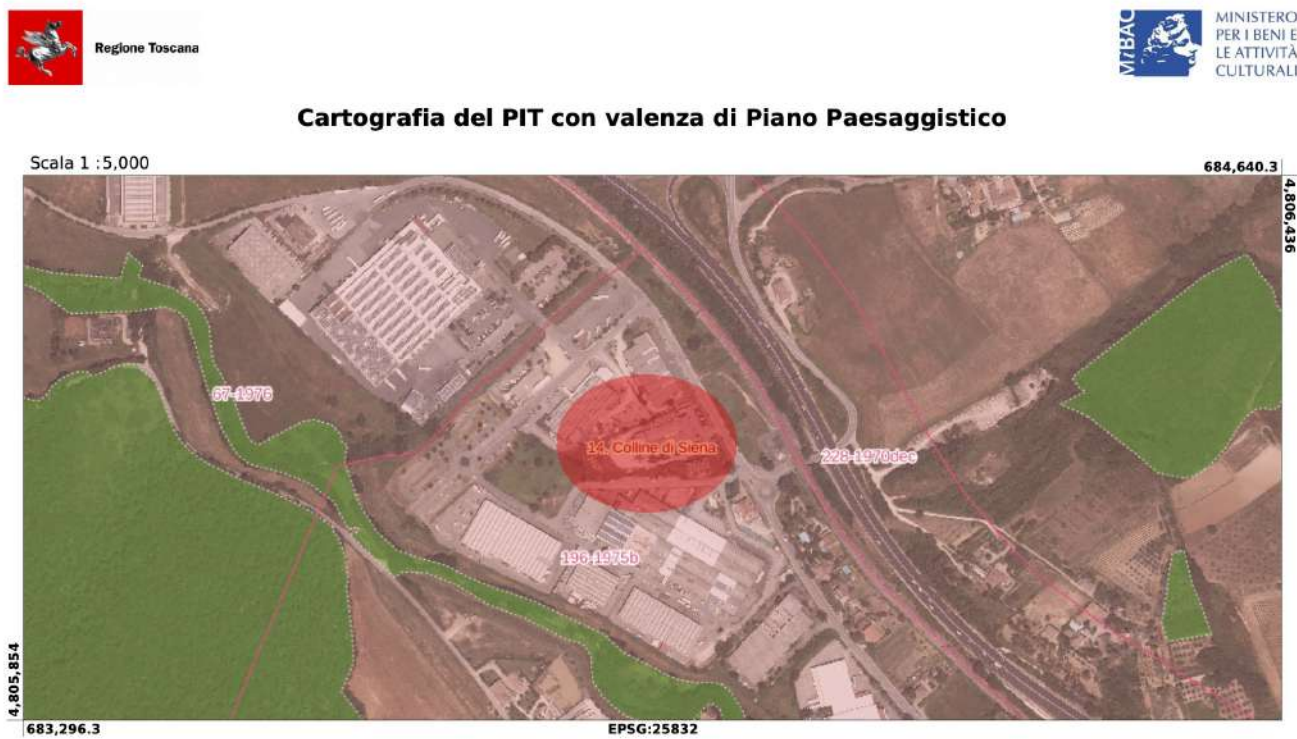 Regione Toscana
MiBAC
MINISTERO
PER I BENI E
LE ATTIVITÀ
CULTURALI
Cartografia del PIT con valenza di Piano Paesaggistico
Scala 1 :5,000
684,640.3
4,806,436
67-1976
14. Colline di Siena
228-1970dec
196-1975b
4,805,854
683,296.3
EPSG:25832